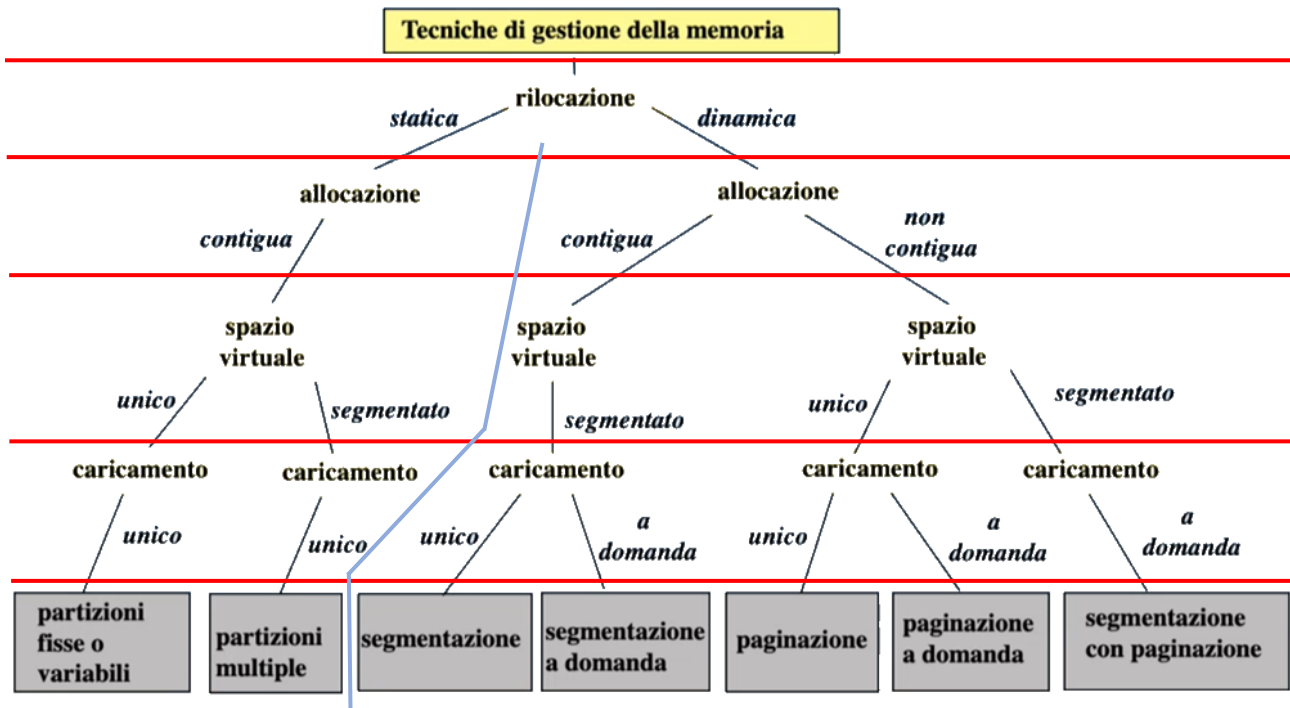 Tecniche di gestione della memoria
rilocazione
statica
dinamica
allocazione
allocazione
contigua
contigua
non
contigua
spazio
virtuale
spazio
virtuale
spazio
virtuale
unico
segmentato
segmentato
unico
segmentato
caricamento
caricamento
caricamento
caricamento
caricamento
unico
unico
unico
a
domanda
unico
a
domanda
a
domanda
partizioni
fisse o
variabili
partizioni
multiple
segmentazione
segmentazione
a domanda
paginazione
paginazione
a domanda
segmentazione
con paginazione